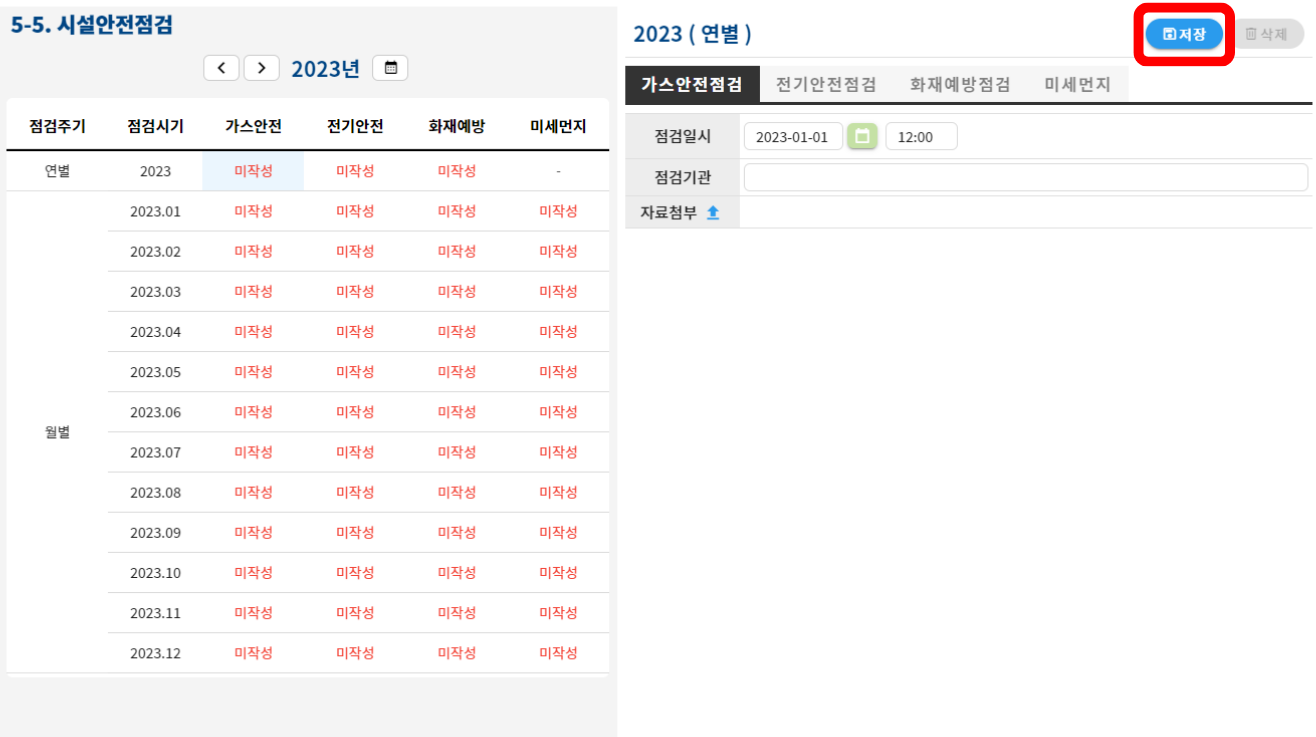 5-5. 시설안전점검
2023년
점검주기 점검시기 가스안전 전기안전 화재예방 미세먼지
연별 2023 미작성 미작성 미작성 -
2023.01 미작성 미작성 미작성 미작성
2023.02 미작성 미작성 미작성 미작성
2023.03 미작성 미작성 미작성 미작성
2023.04 미작성 미작성 미작성 미작성
2023.05 미작성 미작성 미작성 미작성
2023.06 미작성 미작성 미작성 미작성
월별
2023.07 미작성 미작성 미작성 미작성
2023.08 미작성 미작성 미작성 미작성
2023.09 미작성 미작성 미작성 미작성
2023.10 미작성 미작성 미작성 미작성
2023.11 미작성 미작성 미작성 미작성
2023.12 미작성 미작성 미작성 미작성
2023 ( 연별 )
저장 삭제
가스안전점검 전기안전점검 화재예방점검 미세먼지
점검일시 2023-01-01 12:00
점검기관
자료첨부